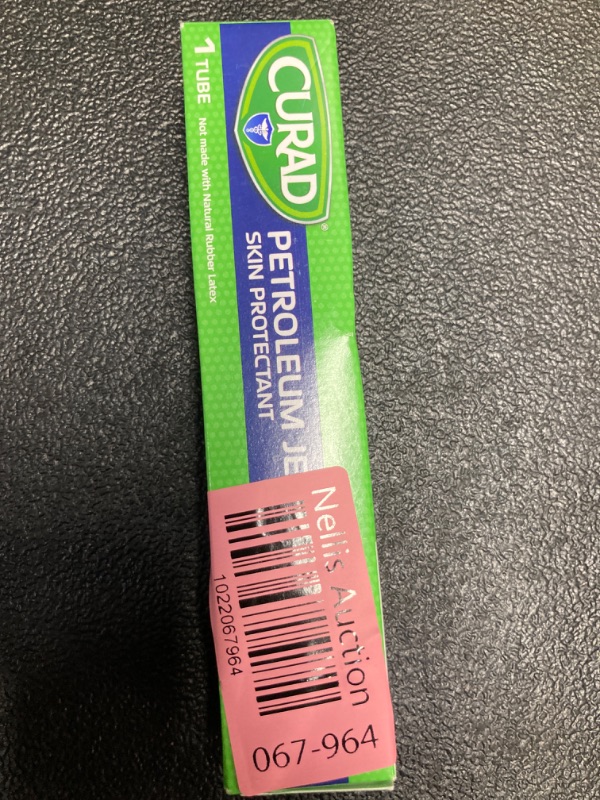 CURAD®
PETROLEUM JE
SKIN PROTECTANT
1 TUBE Not made with Natural Rubber Latex
Nellis Auction
1022067964
067-964